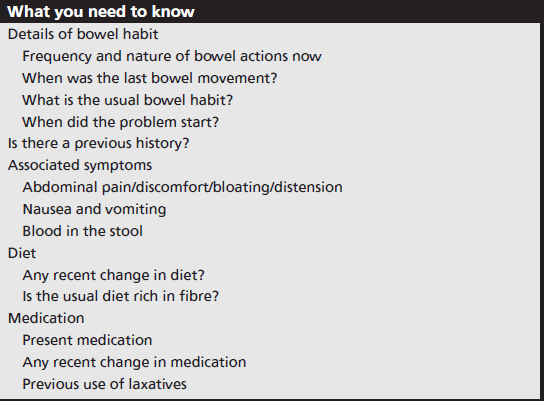 What you need to know
Details of bowel habit
Frequency and nature of bowel actions now
When was the last bowel movement?
What is the usual bowel habit?
When did the problem start?
Is there a previous history?
Associated symptoms
Abdominal pain/discomfort/bloating/distension
Nausea and vomiting
Blood in the stool
Diet
Any recent change in diet?
Is the usual diet rich in fibre?
Medication
Present medication
Any recent change in medication
Previous use of laxatives